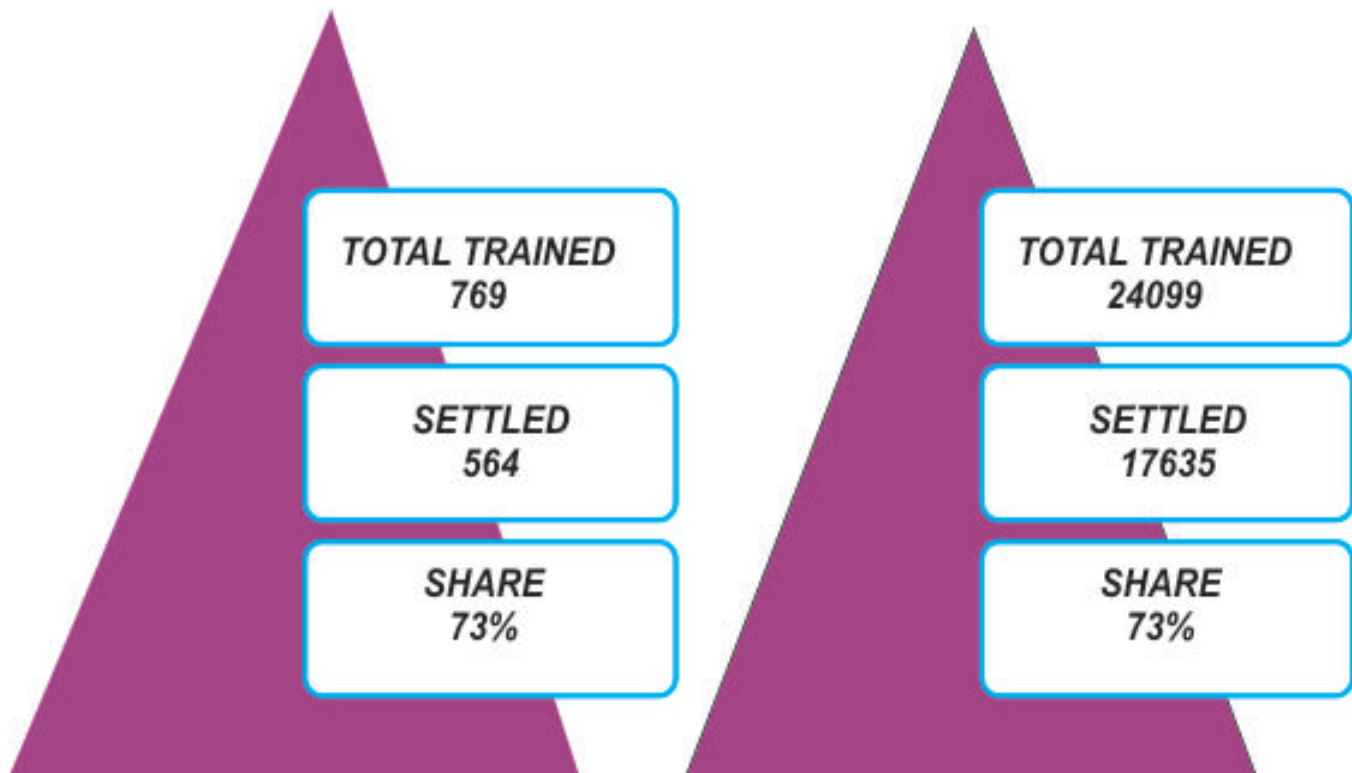 TOTAL TRAINED
769
SETTLED
564
SHARE
73%
TOTAL TRAINED
24099
SETTLED
17635
SHARE
73%